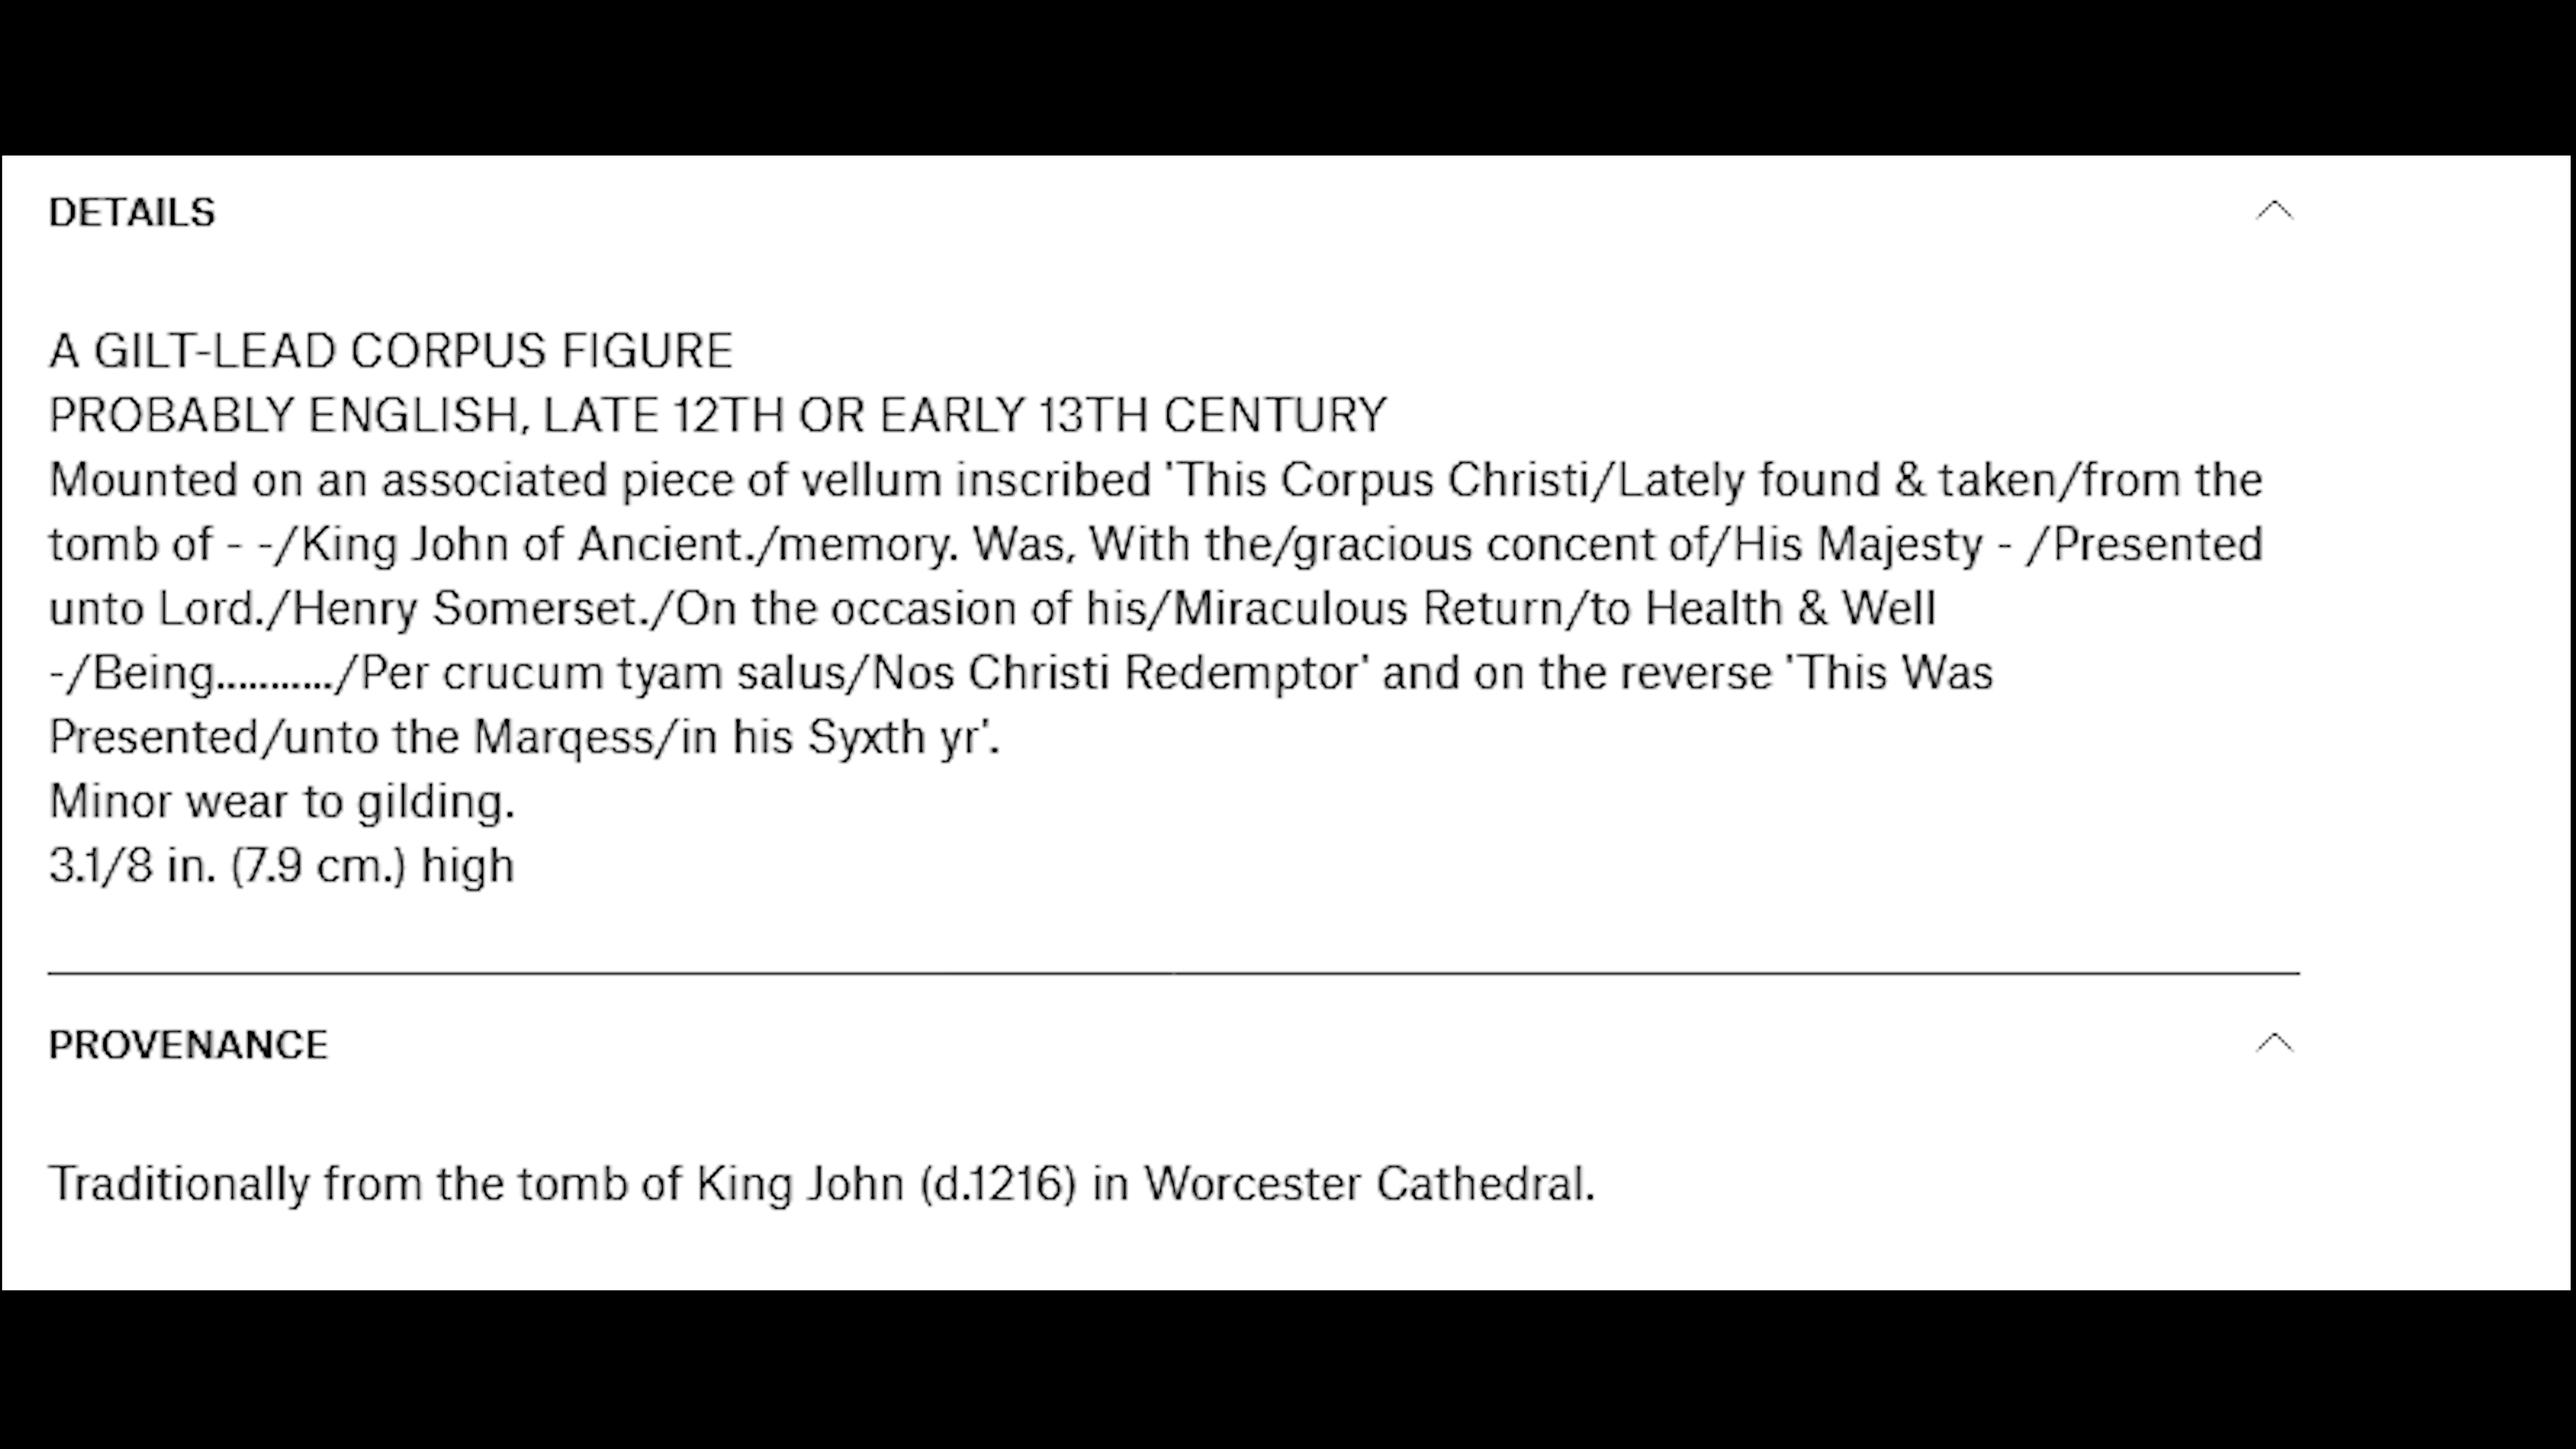 DETAILS
A GILT-LEAD CORPUS FIGURE
PROBABLY ENGLISH, LATE 12TH OR EARLY 13TH CENTURY
Mounted on an associated piece of vellum inscribed 'This Corpus Christi/Lately found & taken/from the
tomb of - -/King John of Ancient./memory. Was, With the/gracious concent of/His Majesty - /Presented
unto Lord./Henry Somerset./On the occasion of his/Miraculous Return/to Health & Well
-/Being............/Per crucum tyam salus/Nos Christi Redemptor' and on the reverse 'This Was
Presented/unto the Marqess/in his Syxth yr'.
Minor wear to gilding.
3.1/8 in. (7.9 cm.) high
PROVENANCE
Traditionally from the tomb of King John (d.1216) in Worcester Cathedral.